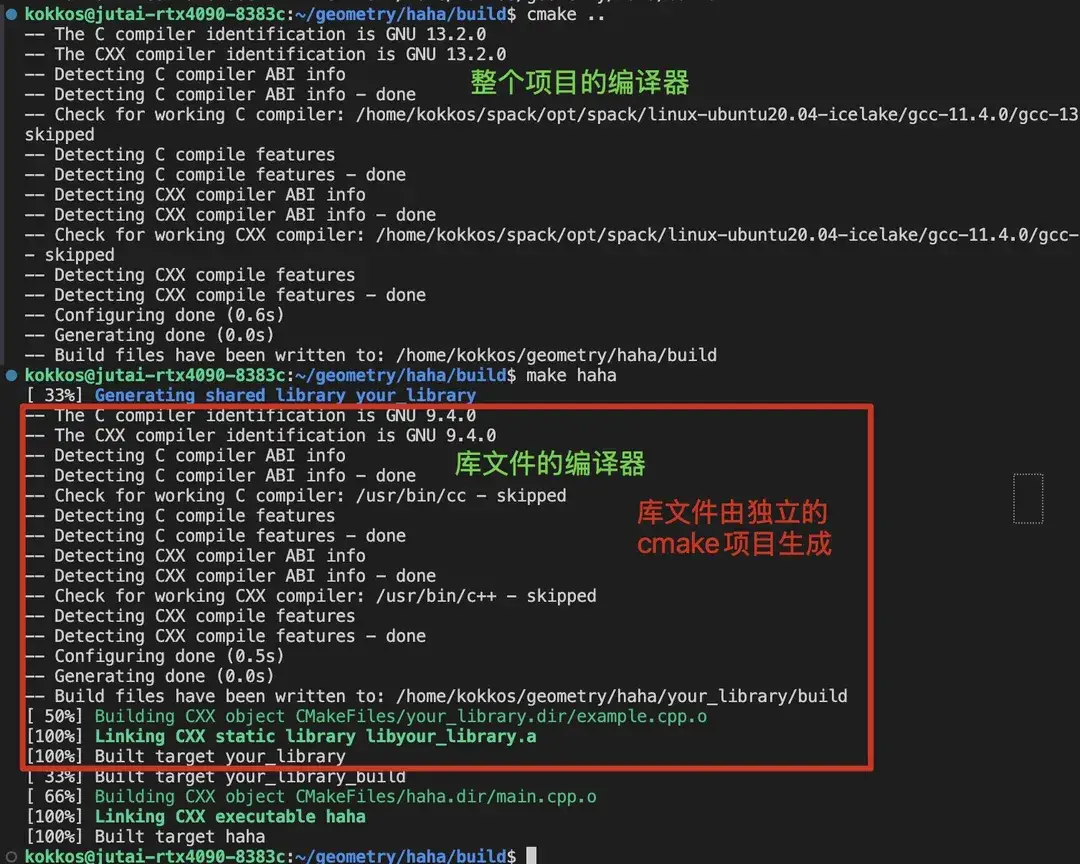 kokkos@jutai-rtx4090-8383c:~/geometry/haha/build$ cmake ..
-- The C compiler identification is GNU 13.2.0
-- The CXX compiler identification is GNU 13.2.0
-- Detecting C compiler ABI info
整个项目的编译器
-- Detecting C compiler ABI info - done
-- Check for working C compiler: /home/kokkos/spack/opt/spack/linux-ubuntu20.04-icelake/gcc-11.4.0/gcc-13
skipped
-- Detecting C compile features
-- Detecting C compile features - done
-- Detecting CXX compiler ABI info
-- Detecting CXX compiler ABI info - done
-- Check for working CXX compiler: /home/kokkos/spack/opt/spack/linux-ubuntu20.04-icelake/gcc-11.4.0/gcc-
- skipped
-- Detecting CXX compile features
-- Detecting CXX compile features - done
-- Configuring done (0.6s)
-- Generating done (0.0s)
-- Build files have been written to: /home/kokkos/geometry/haha/build
kokkos@jutai-rtx4090-8383c:~/geometry/haha/build$ make haha
[ 33%] Generating shared library your_library
-- The C compiler identification is GNU 9.4.0
-- The CXX compiler identification is GNU 9.4.0
-- Detecting C compiler ABI info
库文件的编译器
-- Detecting C compiler ABI info - done
-- Check for working C compiler: /usr/bin/cc - skipped
库文件由独立的
-- Detecting C compile features
-- Detecting C compile features - done
cmake项目生成
-- Detecting CXX compiler ABI info
-- Detecting CXX compiler ABI info - done
-- Check for working CXX compiler: /usr/bin/c++ - skipped
-- Detecting CXX compile features
-- Detecting CXX compile features - done
-- Configuring done (0.5s)
-- Generating done (0.0s)
-- Build files have been written to: /home/kokkos/geometry/haha/your_library/build
[ 50%] Building CXX object CMakeFiles/your_library.dir/example.cpp.o
[100%] Linking CXX static library libyour_library.a
[100%] Built target your_library
[ 33%] Built target your_library_build
[ 66%] Building CXX object CMakeFiles/haha.dir/main.cpp.o
[100%] Linking CXX executable haha
[100%] Built target haha
kokkos@jutai-rtx4090-8383c:~/geometry/haha/build$